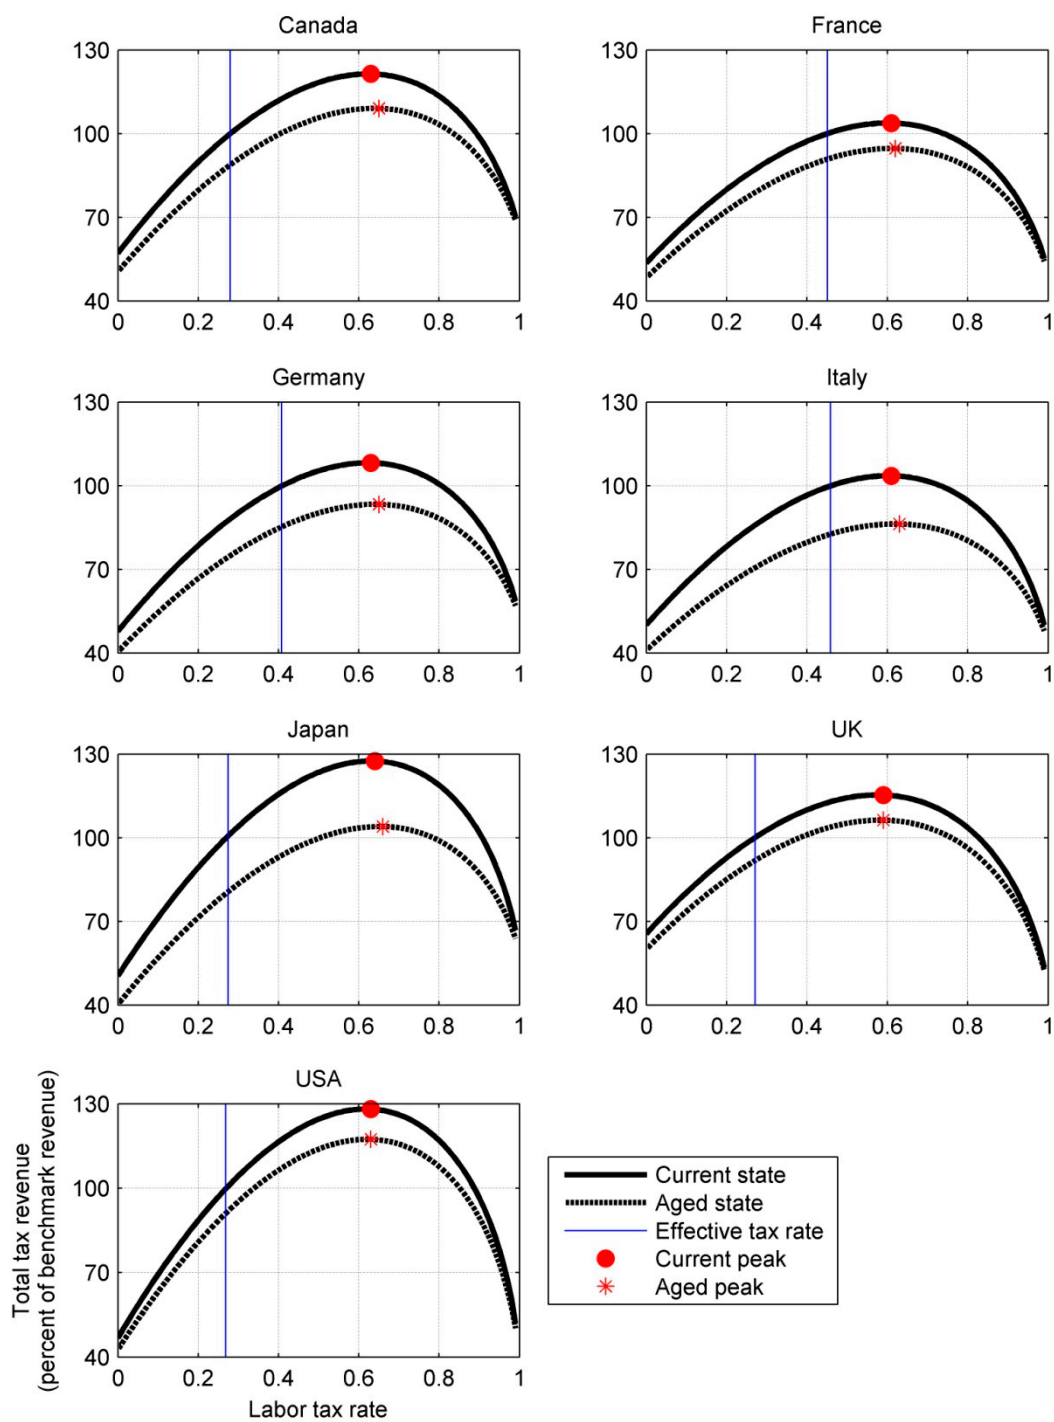 Canada
130
100
70
40
0 0.2 0.4 0.6 0.8 1
France
130
100
70
40
0 0.2 0.4 0.6 0.8 1
Germany
130
100
70
40
0 0.2 0.4 0.6 0.8 1
Italy
130
100
70
40
0 0.2 0.4 0.6 0.8 1
Japan
130
100
70
40
0 0.2 0.4 0.6 0.8 1
UK
130
100
70
40
0 0.2 0.4 0.6 0.8 1
USA
Total tax revenue
(percent of benchmark revenue)
130
100
70
40
0 0.2 0.4 0.6 0.8 1
Labor tax rate
Current state
Aged state
Effective tax rate
Current peak
Aged peak